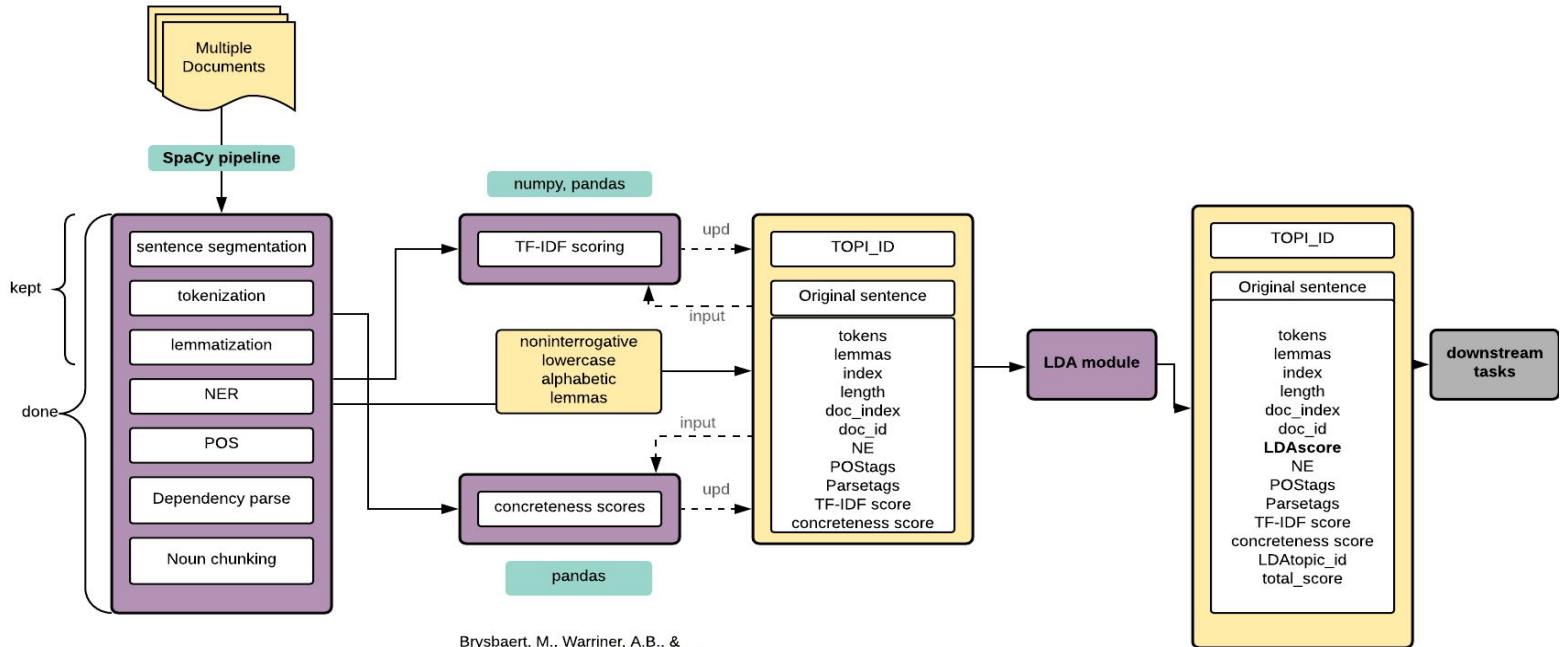 Multiple
Documents
SpaCy pipeline
kept
done
sentence segmentation
tokenization
lemmatization
NER
POS
Dependency parse
Noun chunking
numpy, pandas
TF-IDF scoring
upd
input
noninterrogative
lowercase
alphabetic
lemmas
input
concreteness scores
upd
pandas
Brysbaert, M., Warriner, A.B., &
TOPI_ID
Original sentence
tokens
lemmas
index
length
doc_index
doc_id
NE
POStags
Parsetags
TF-IDF score
concreteness score
LDA module
TOPI_ID
Original sentence
tokens
lemmas
index
length
doc_index
doc_id
LDAscore
NE
POStags
Parsetags
TF-IDF score
concreteness score
LDAtopic_id
total_score
downstream
tasks